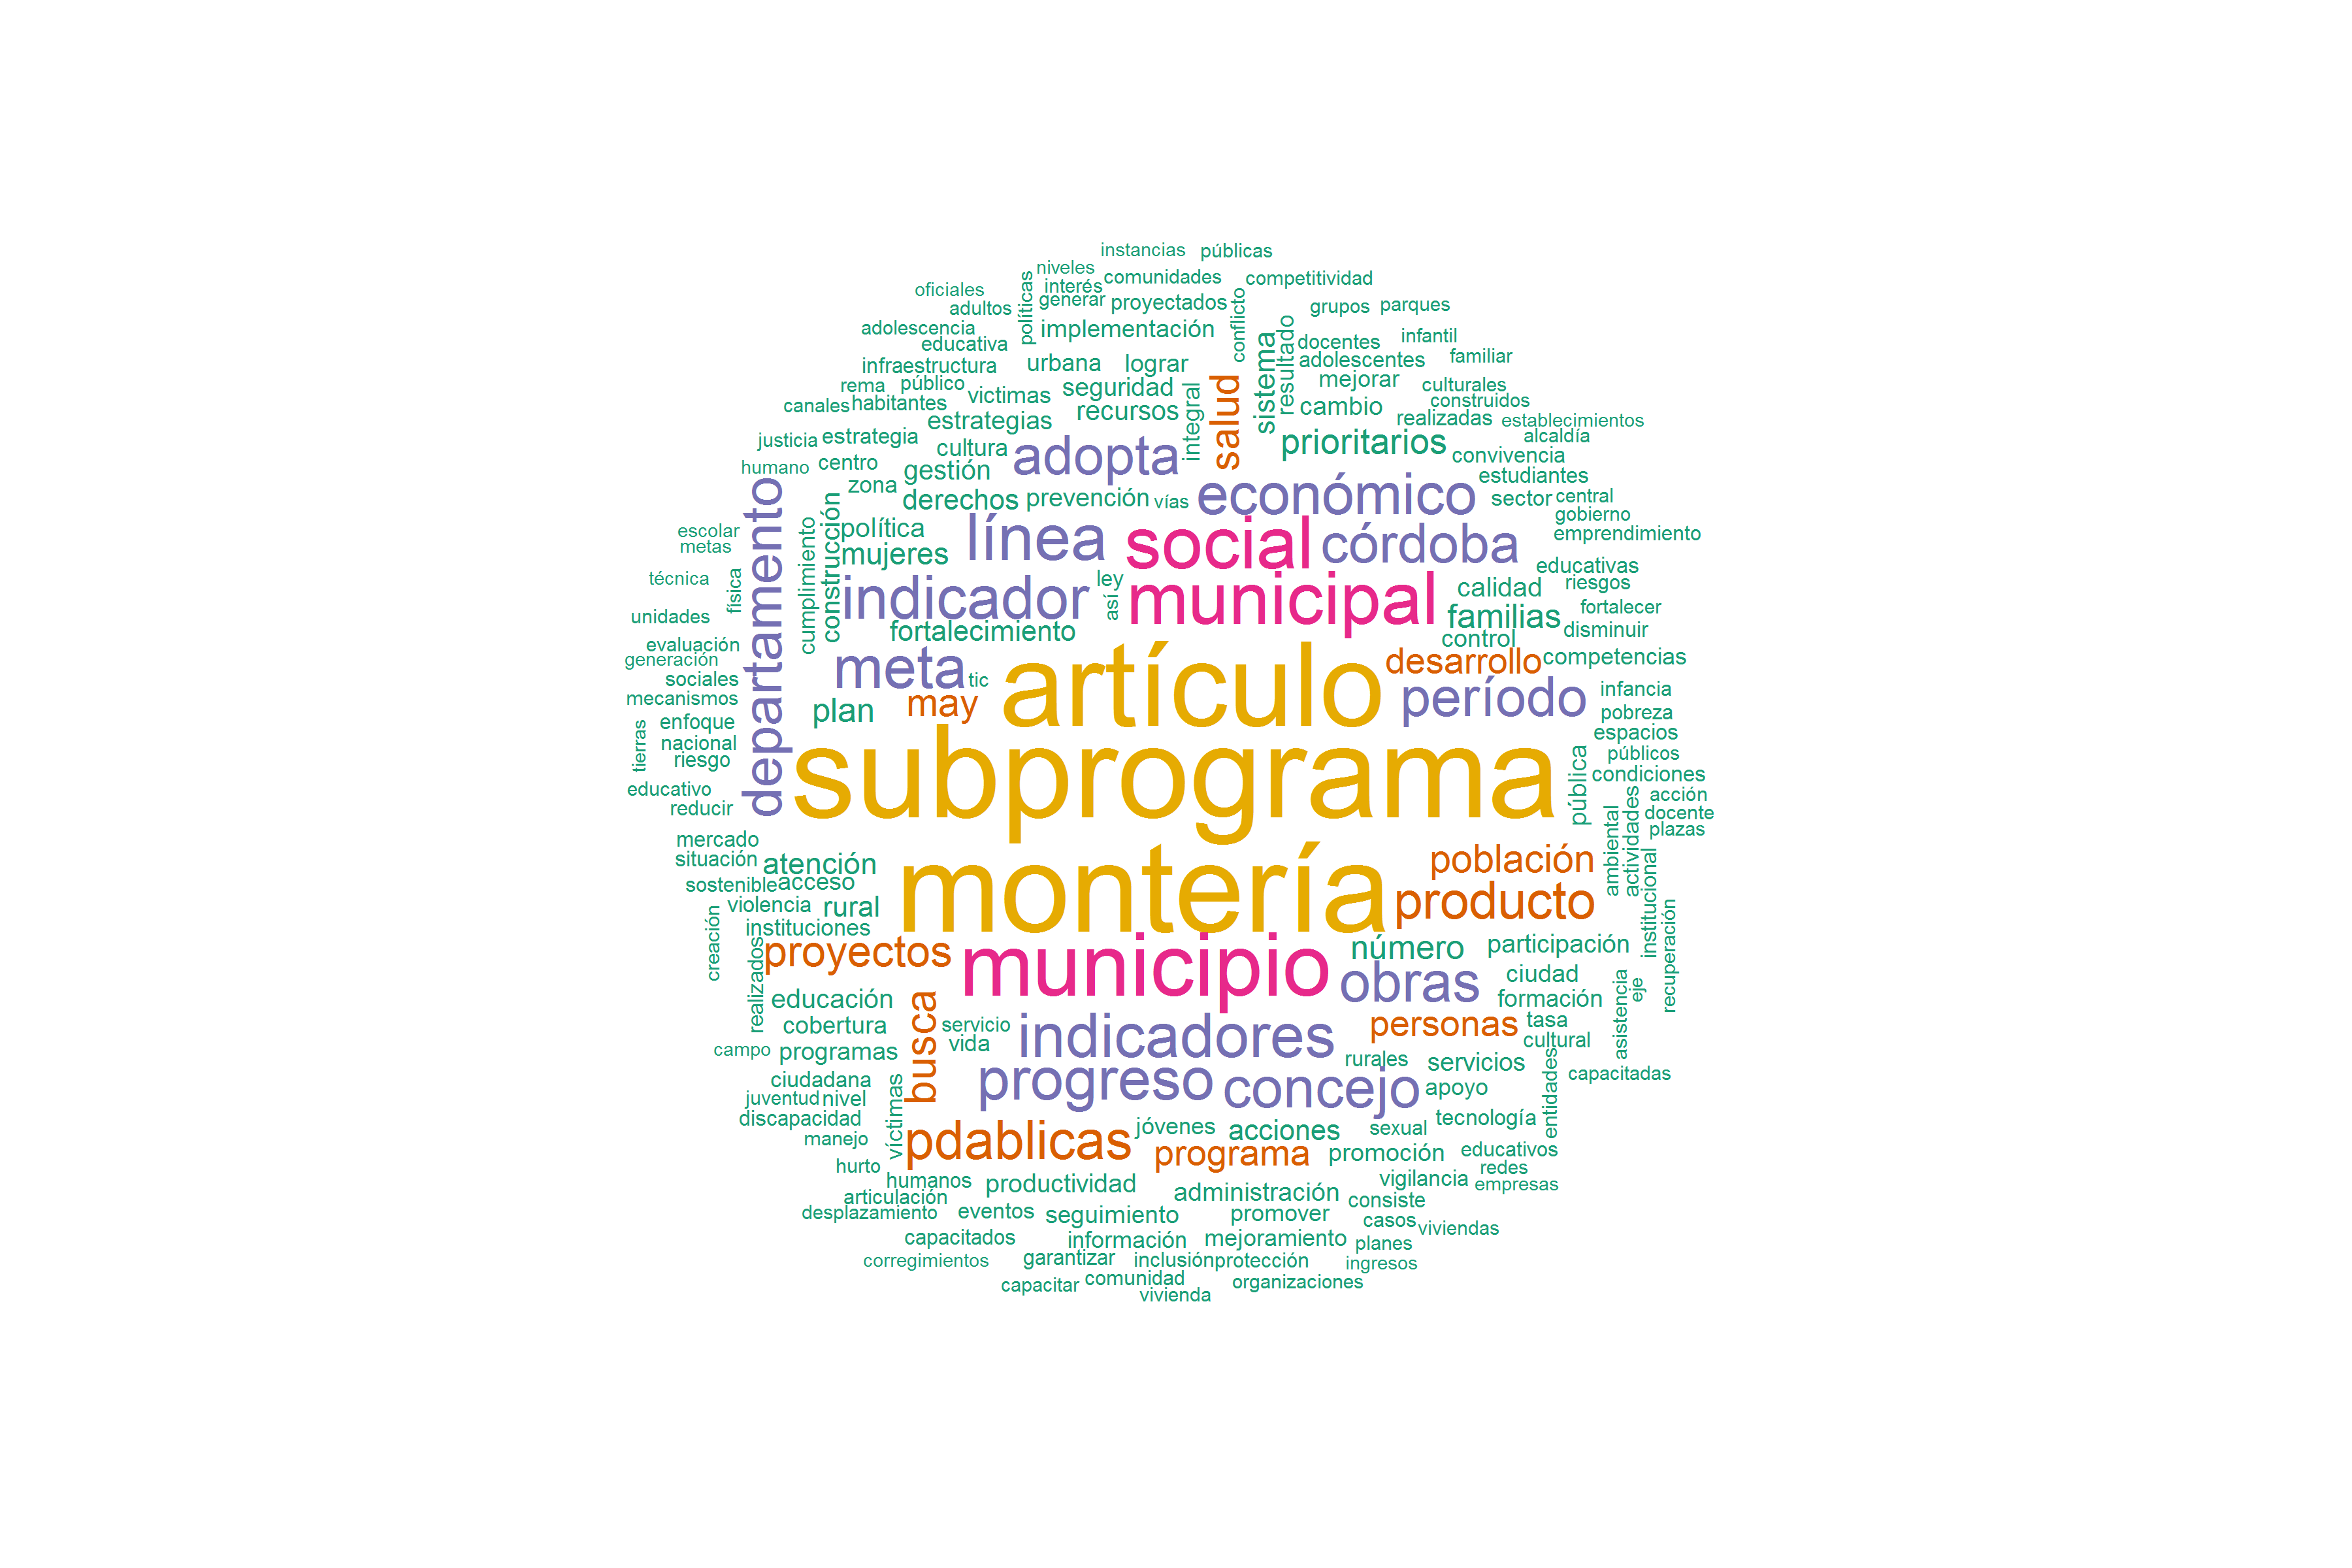 instancias públicas
niveles comunidades competitividad
políticas interés
oficiales generar proyectados conflicto grupos parques
adultos
adolescencia implementación sistema resultado infantil
educativa docentes
infraestructura urbana lograr adolescentes familiar
rema público victimas seguridad salud mejorar culturales
canales habitantes recursos integral cambio construidos
estrategias realizadas establecimientos
justicia estrategia cultura adopta prioritarios alcaldía
humano centro gestión convivencia
zona estudiantes
departamento derechos prevención vías económico sector central
gobierno
escolar cumplimiento construcción política línea social córdoba emprendimiento
metas mujeres
técnica física indicador ley municipal calidad educativas riesgos
unidades así familias fortalecer
fortalecimiento control disminuir
evaluación
generación meta artículo desarrollo competencias
sociales tic
mecanismos plan may período infancia
tierras enfoque pobreza
nacional espacios
riesgo subprograma pública públicos
educativo condiciones
reducir acción
ambiental actividades docente
mercado plazas
situación atención montería población
sostenible acceso producto institucional
creación violencia rural recuperación
instituciones
realizados proyectos municipio número participación
educación obras ciudad
cobertura busca servicio indicadores personas formación asistencia eje
tasa
campo programas vida rurales servicios cultural
ciudadana progreso concejo apoyo entidades capacitadas
juventud nivel
discapacidad víctimas pdablicas jóvenes acciones sexual tecnología
manejo programa promoción educativos
hurto redes
humanos productividad administración vigilancia empresas
articulación consiste
desplazamiento eventos seguimiento promover casos viviendas
capacitados información mejoramiento planes
corregimientos garantizar inclusión protección ingresos
capacitar comunidad organizaciones
vivienda